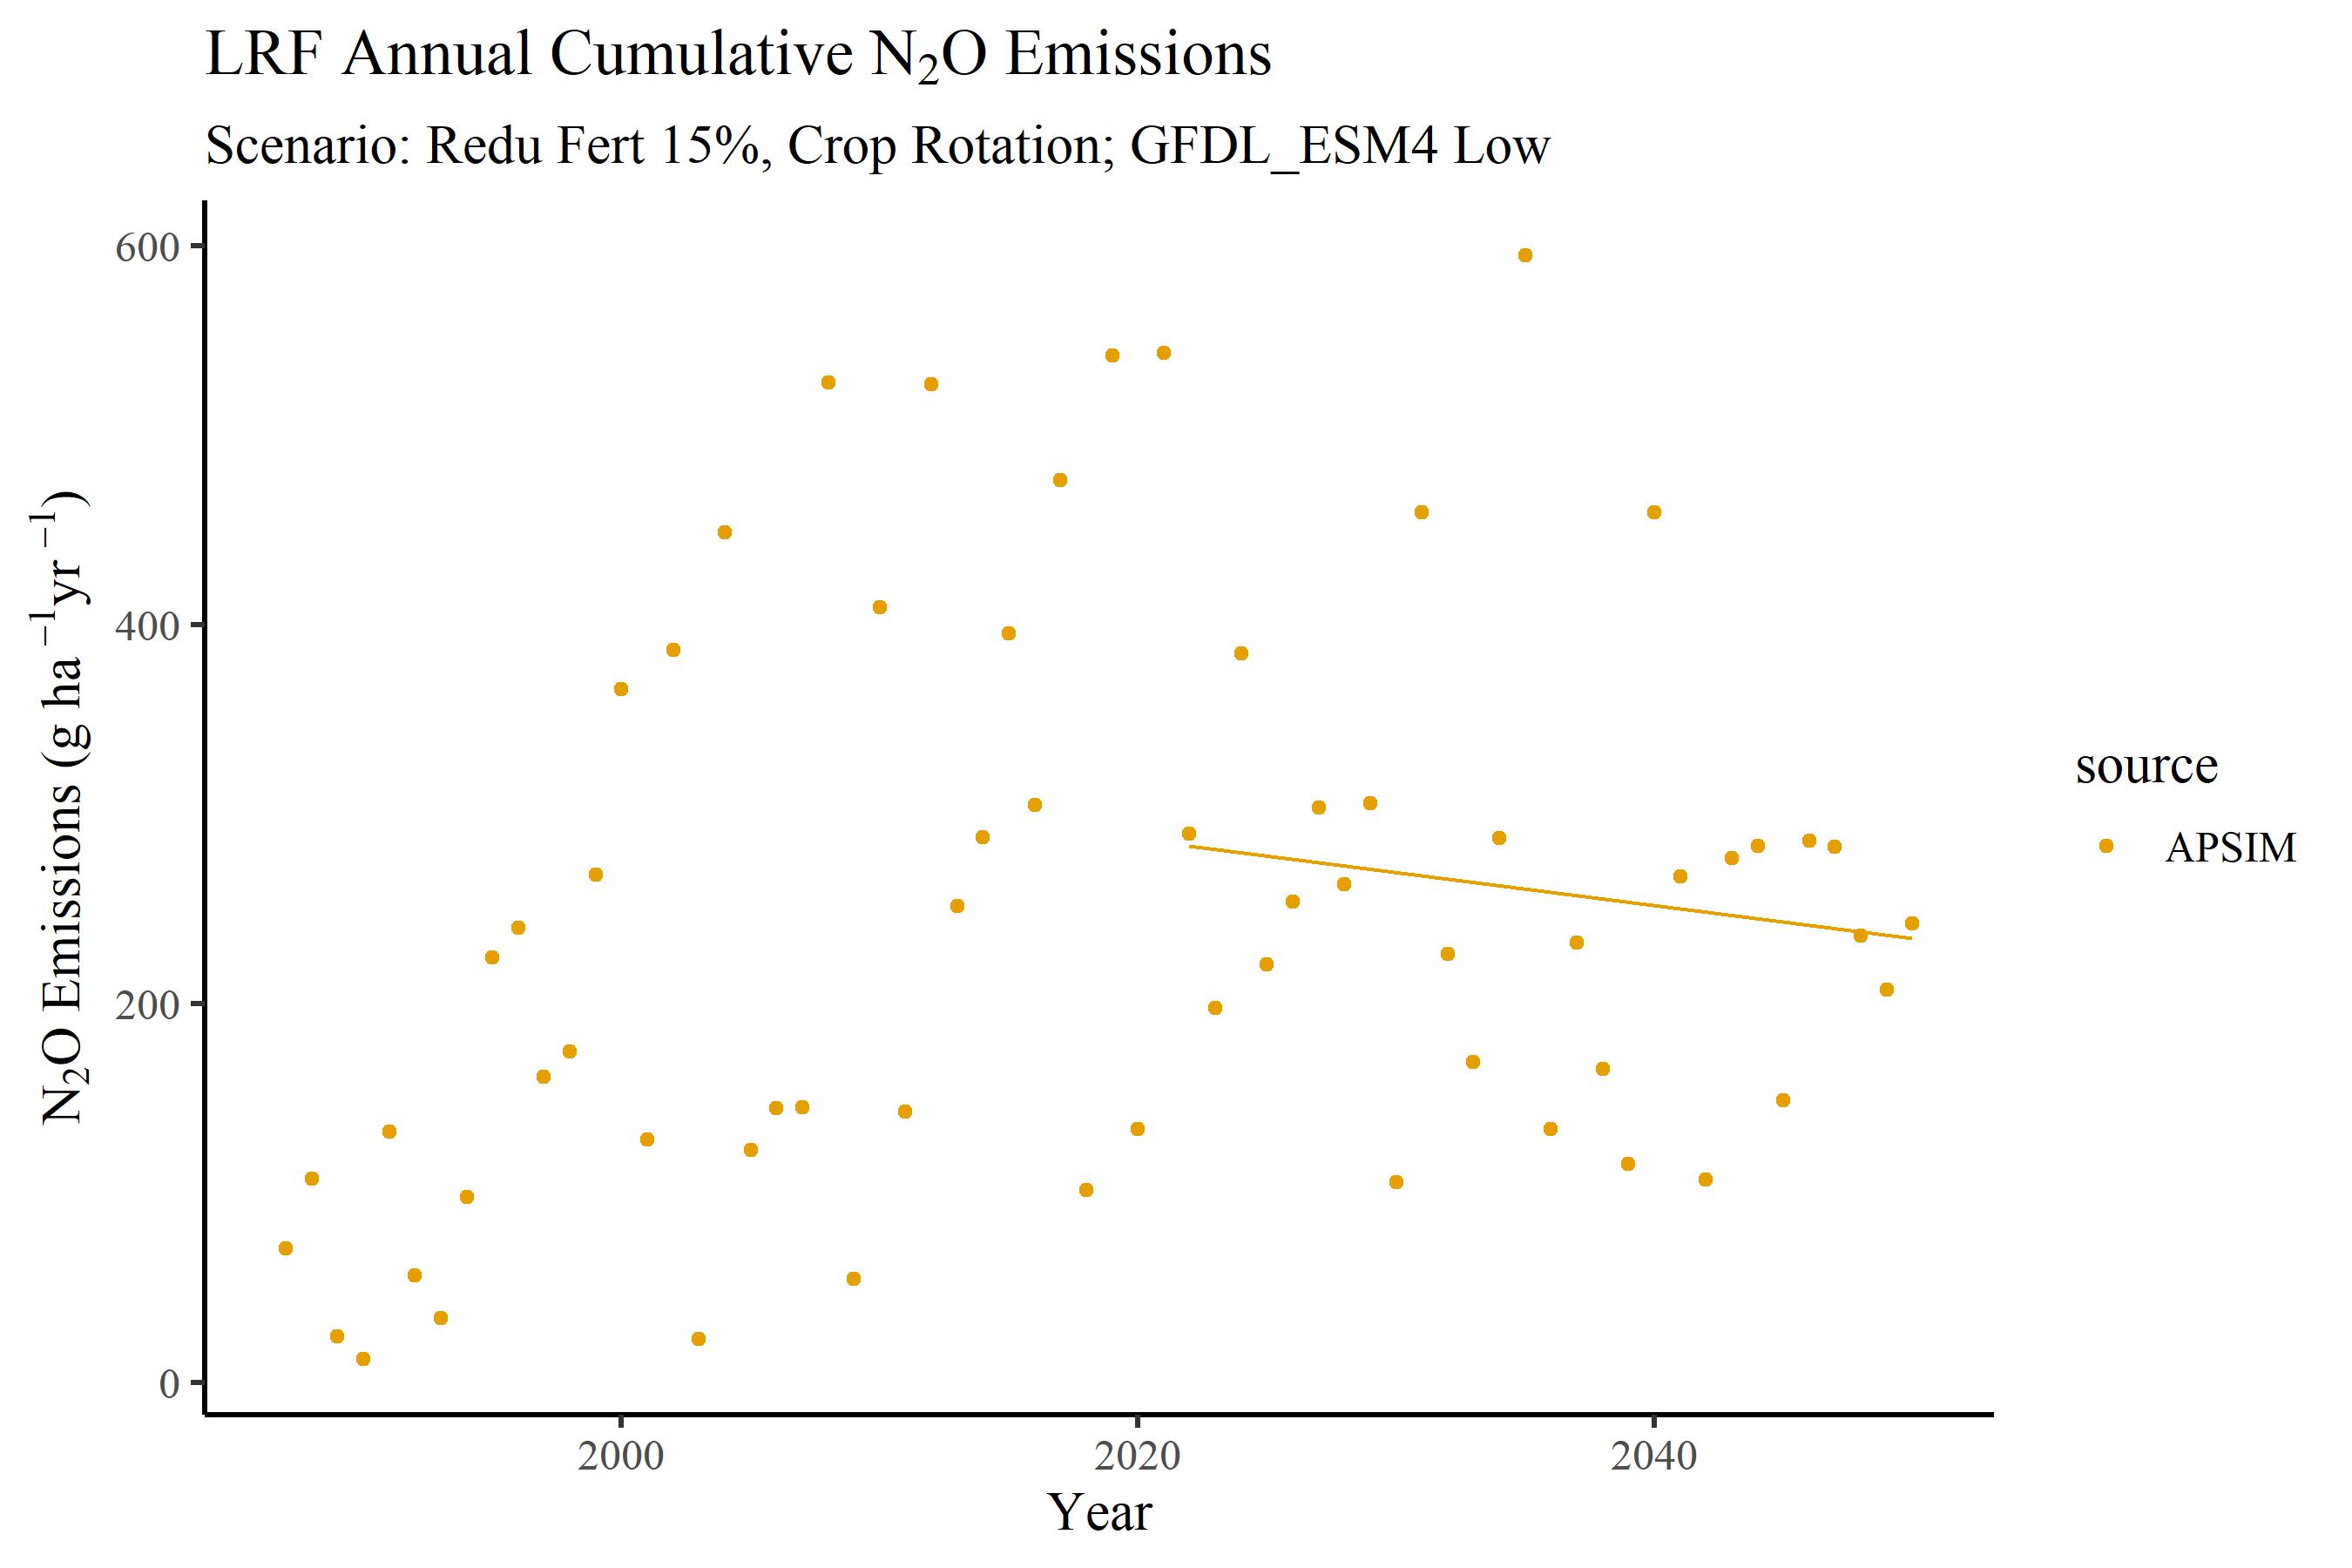 LRF Annual Cumulative N₂O Emissions
Scenario: Redu Fert 15%, Crop Rotation; GFDL_ESM4 Low
N₂O Emissions (g ha ⁻¹yr ⁻¹)
600
400
200
0
2000
2020
2040
Year
source
APSIM